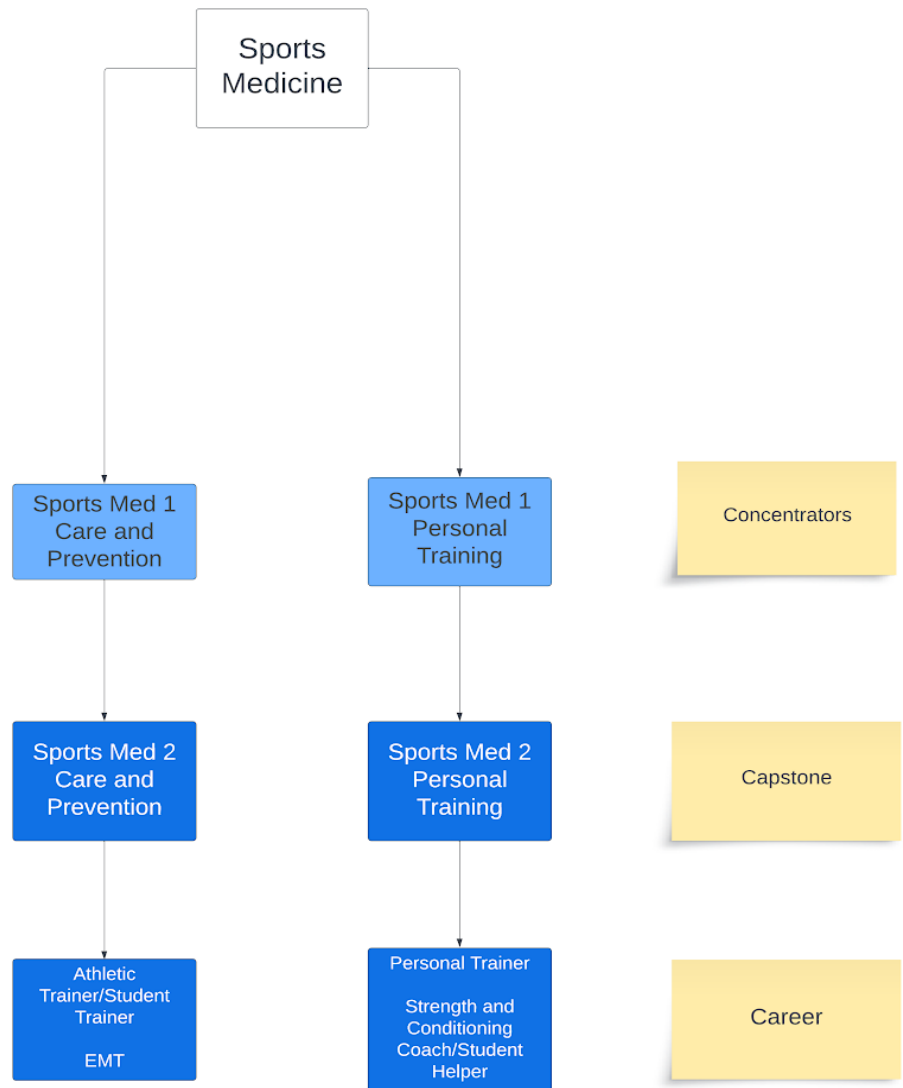 Sports
Medicine
Sports Med 1
Care and
Prevention
Sports Med 1
Personal
Training
Concentrators
Sports Med 2
Care and
Prevention
Sports Med 2
Personal
Training
Capstone
Athletic
Trainer/Student
Trainer
EMT
Personal Trainer
Strength and
Conditioning
Coach/Student
Helper
Career